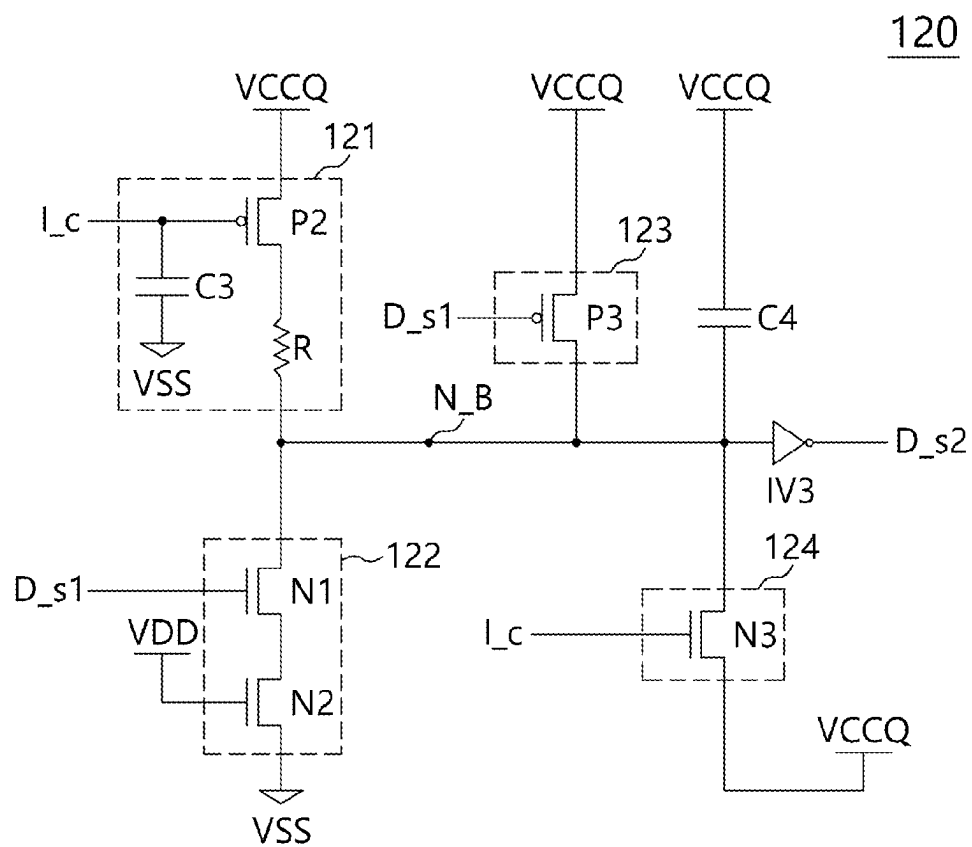 120
VCCQ
VCCQ
VCCQ
121
I_c
P2
123
C3
D_s1
P3
C4
R
VSS
N_B
D_s2
IV3
122
124
D_s1
N1
VDD
I_c
N3
N2
VCCQ
VSS